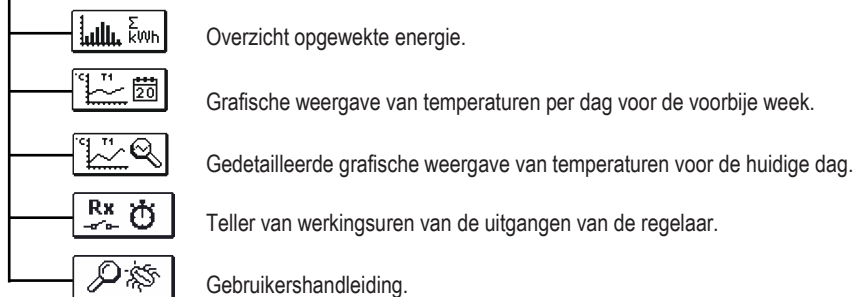 Σ
kWh
Overzicht opgewekte energie.
°C T1
20
Grafische weergave van temperaturen per dag voor de voorbije week.
°C T1
Gedetailleerde grafische weergave van temperaturen voor de huidige dag.
Rx
Teller van werkingsuren van de uitgangen van de regelaar.
Gebruikershandleiding.